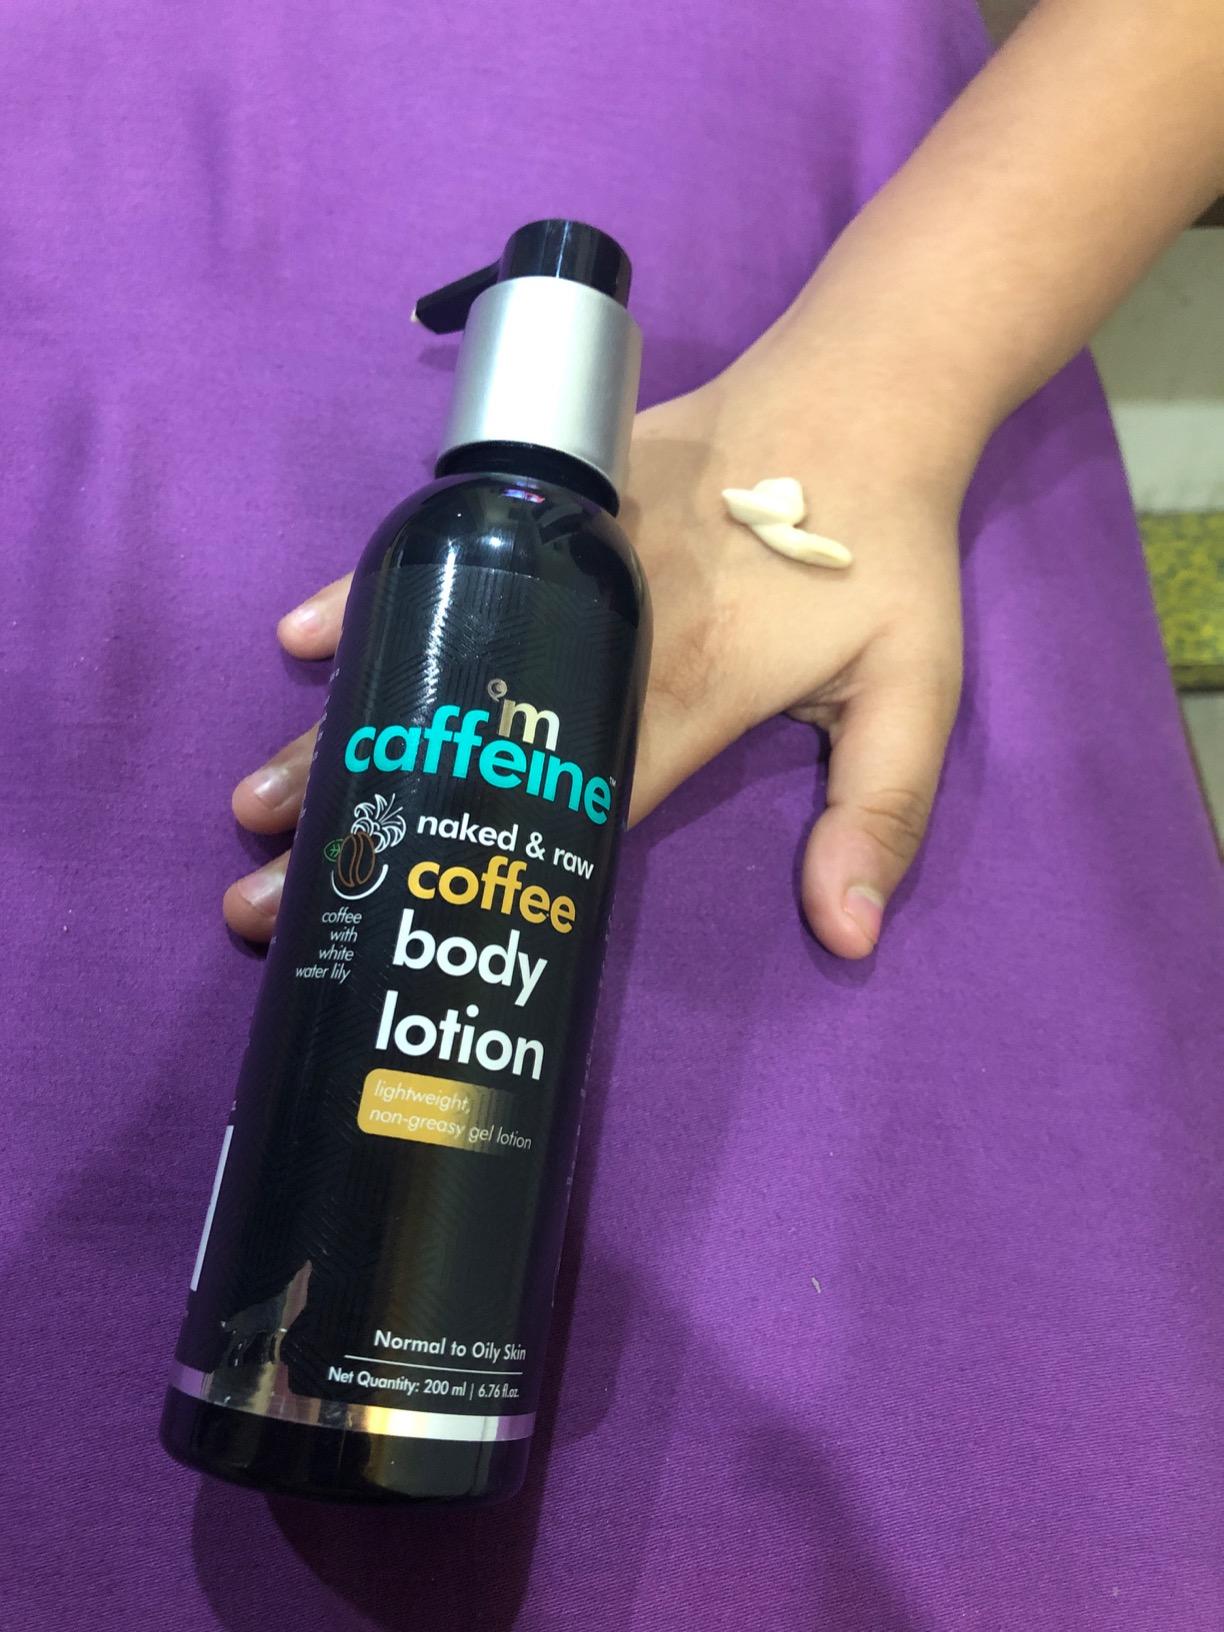 'm
caffeine™
naked & raw
coffee
body
lotion
coffee
with
white
water lily
lightweight,
non-greasy gel lotion
Normal to Oily Skin
Net Quantity: 200 ml | 6.76 fl.oz.